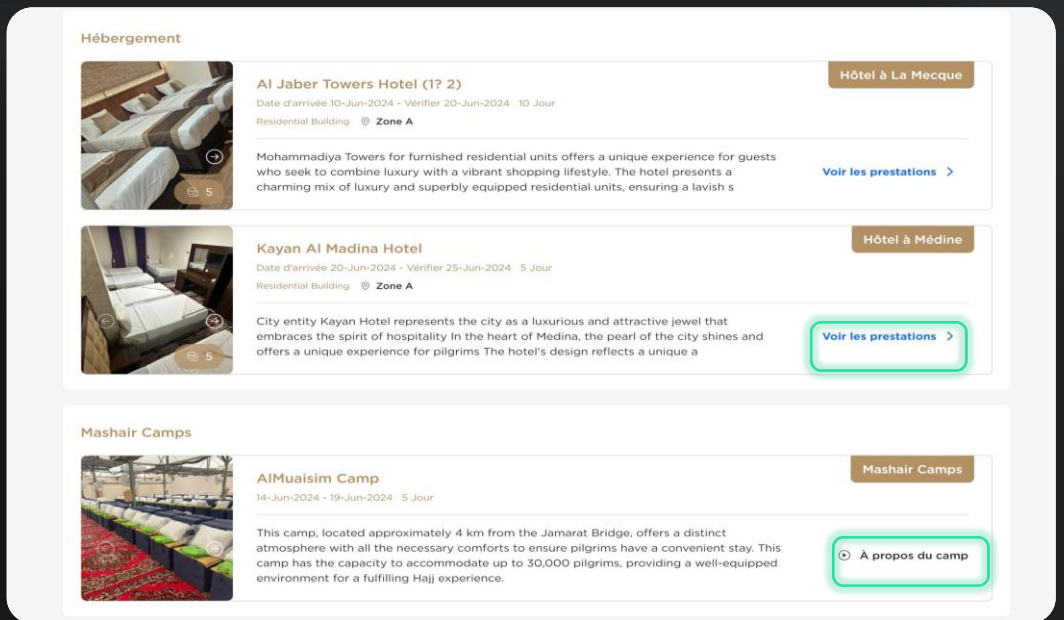 Hébergement
Hôtel à La Mecque
Al Jaber Towers Hotel (1? 2)
Date d'arrivée 10-Jun-2024 - Vérifier 20-Jun-2024 10 Jour
Residential Building Zone A
Mohammadiya Towers for furnished residential units offers a unique experience for guests
who seek to combine luxury with a vibrant shopping lifestyle. The hotel presents a
charming mix of luxury and superbly equipped residential units, ensuring a lavish s
Voir les prestations
5
Hôtel à Médine
Kayan Al Madina Hotel
Date d'arrivée 20-Jun-2024 - Vérifier 25-Jun-2024 5 Jour
Residential Building Zone A
City entity Kayan Hotel represents the city as a luxurious and attractive jewel that
embraces the spirit of hospitality In the heart of Medina, the pearl of the city shines and
offers a unique experience for pilgrims The hotel's design reflects a unique a
Voir les prestations
5
Mashair Camps
Mashair Camps
AlMuaisim Camp
14-Jun-2024 - 19-Jun-2024 5 Jour
This camp, located approximately 4 km from the Jamarat Bridge, offers a distinct
atmosphere with all the necessary comforts to ensure pilgrims have a convenient stay. This
camp has the capacity to accommodate up to 30,000 pilgrims, providing a well-equipped
environment for a fulfilling Hajj experience.
À propos du camp